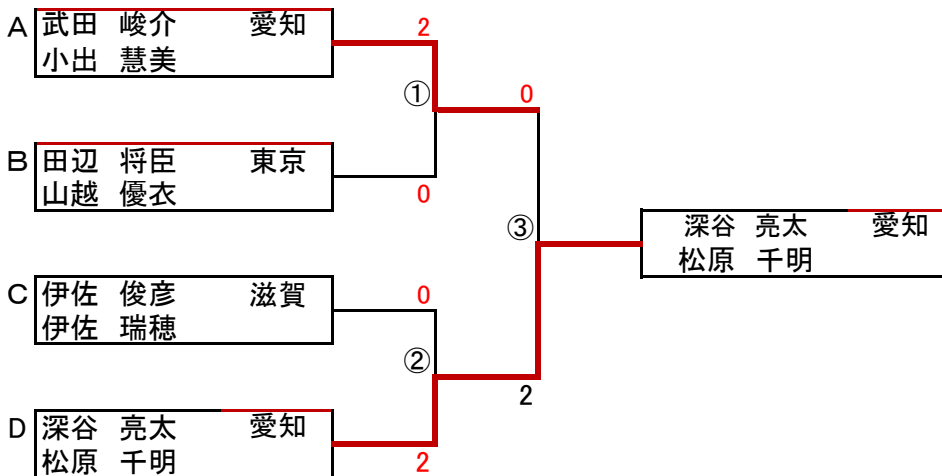 A 武田 峻介 愛知 2
小出 慧美
① 0
B 田辺 将臣 東京
山越 優衣 0
③ 深谷 亮太 愛知
松原 千明
C 伊佐 俊彦 滋賀 0
伊佐 瑞穂
②
2
D 深谷 亮太 愛知
松原 千明 2